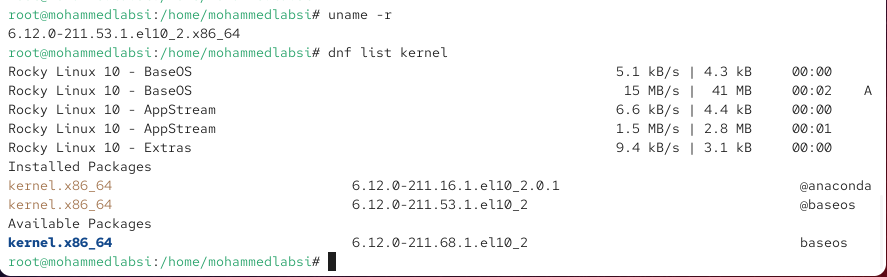 root@mohammedlabsi:/home/mohammedlabsi# uname -r
6.12.0-211.53.1.el10_2.x86_64
root@mohammedlabsi:/home/mohammedlabsi# dnf list kernel
Rocky Linux 10 - BaseOS 5.1 kB/s | 4.3 kB 00:00
Rocky Linux 10 - BaseOS 15 MB/s | 41 MB 00:02 A
Rocky Linux 10 - AppStream 6.6 kB/s | 4.4 kB 00:00
Rocky Linux 10 - AppStream 1.5 MB/s | 2.8 MB 00:01
Rocky Linux 10 - Extras 9.4 kB/s | 3.1 kB 00:00
Installed Packages
kernel.x86_64 6.12.0-211.16.1.el10_2.0.1 @anaconda
kernel.x86_64 6.12.0-211.53.1.el10_2 @baseos
Available Packages
kernel.x86_64 6.12.0-211.68.1.el10_2 baseos
root@mohammedlabsi:/home/mohammedlabsi#